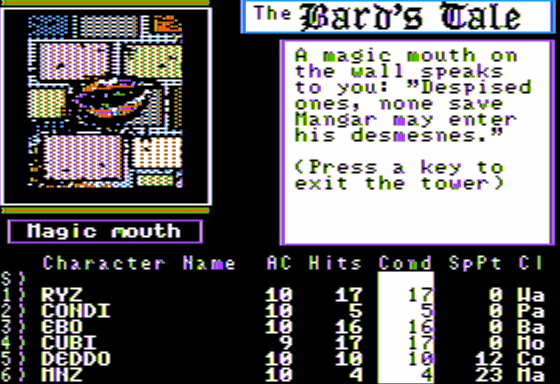 The Bard's Tale
A magic mouth on
the wall speaks
to you: "Despised
ones, none save
Mangar may enter
his desmesnes."
(Press a key to
exit the tower)
Magic mouth
Character Name AC Hits Cond SpPt Cl
S)
1) RYZ 10 17 17 0 Wa
2) CONDI 10 5 5 0 Pa
3) EBO 10 16 16 0 Ba
4) CUBI 9 17 17 0 Mo
5) DEDDO 10 10 10 12 Co
6) MNZ 10 4 4 23 Ma